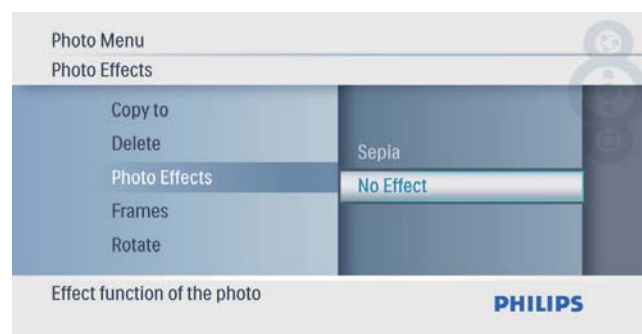 Photo Menu
Photo Effects
Copy to
Delete
Photo Effects
Frames
Rotate
Sepia
No Effect
Effect function of the photo
PHILIPS